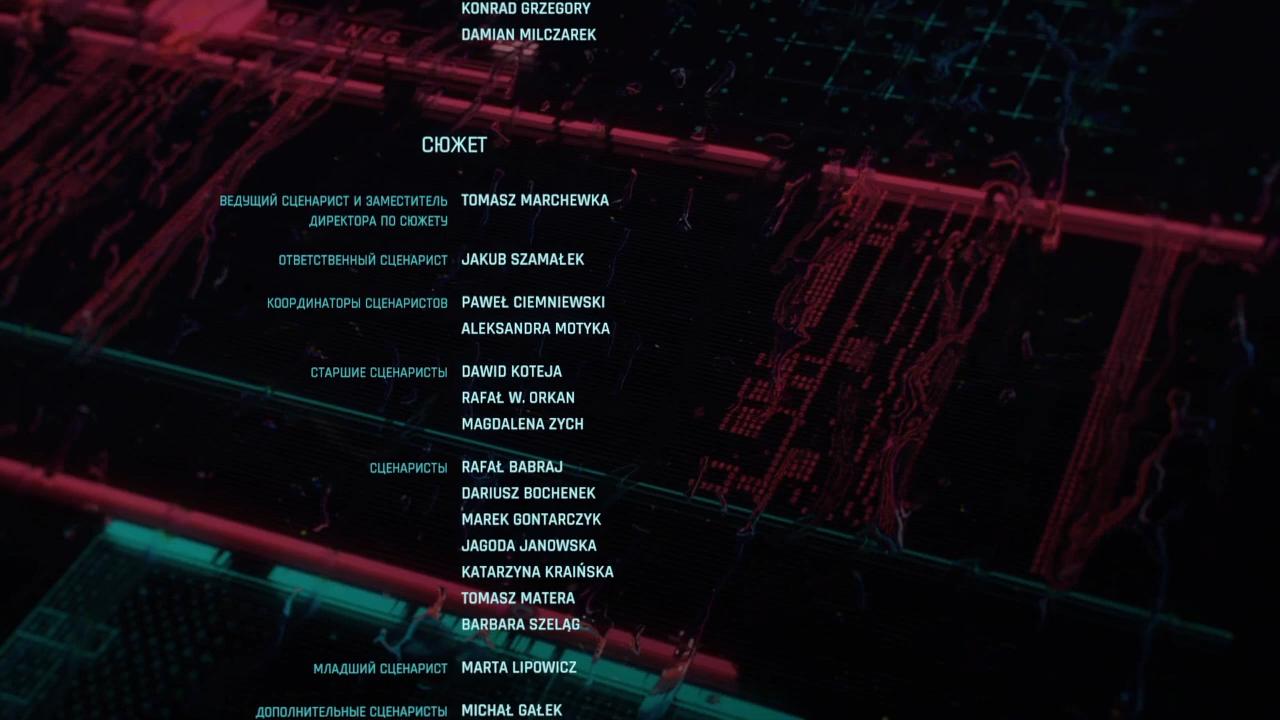 KONRAD GRZEGORY
DAMIAN MILCZAREK
СЮЖЕТ
ВЕДУЩИЙ СЦЕНАРИСТ И ЗАМЕСТИТЕЛЬ TOMASZ MARCHEWKA
ДИРЕКТОРА ПО СЮЖЕТУ
ОТВЕТСТВЕННЫЙ СЦЕНАРИСТ JAKUB SZAMAŁEK
КООРДИНАТОРЫ СЦЕНАРИСТОВ PAWEŁ CIEMNIEWSKI
ALEKSANDRA MOTYKA
СТАРШИЕ СЦЕНАРИСТЫ DAWID KOTEJA
RAFAŁ W. ORKAN
MAGDALENA ZYCH
СЦЕНАРИСТЫ RAFAŁ BABRAJ
DARIUSZ BOCHENEK
MAREK GONTARCZYK
JAGODA JANOWSKA
KATARZYNA KRAIŃSKA
TOMASZ MATERA
BARBARA SZELĄG
МЛАДШИЙ СЦЕНАРИСТ MARTA LIPOWICZ
ДОПОЛНИТЕЛЬНЫЕ СЦЕНАРИСТЫ MICHAŁ GAŁEK